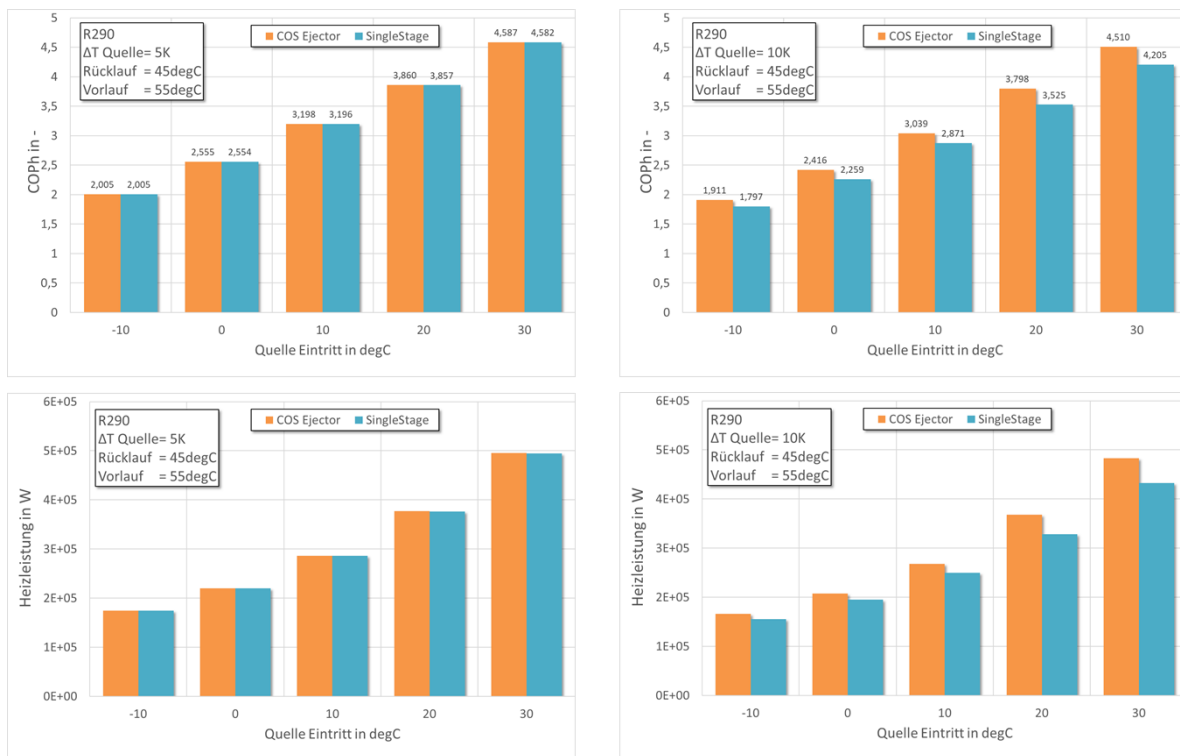 R290
ΔT Quelle= 5K
Rücklauf = 45degC
Vorlauf = 55degC
COS Ejector SingleStage
COPh in -
5
4,5
4
3,5
3
2,5
2
1,5
1
0,5
0
2,005 2,005
2,555 2,554
3,198 3,196
3,860 3,857
4,587 4,582
-10 0 10 20 30
Quelle Eintritt in degC
R290
ΔT Quelle= 10K
Rücklauf = 45degC
Vorlauf = 55degC
COS Ejector SingleStage
COPh in -
5
4,5
4
3,5
3
2,5
2
1,5
1
0,5
0
1,911 1,797
2,416 2,259
3,039 2,871
3,798 3,525
4,510 4,205
-10 0 10 20 30
Quelle Eintritt in degC
R290
ΔT Quelle= 5K
Rücklauf = 45degC
Vorlauf = 55degC
COS Ejector SingleStage
Heizleistung in W
6E+05
5E+05
4E+05
3E+05
2E+05
1E+05
0E+00
-10 0 10 20 30
Quelle Eintritt in degC
R290
ΔT Quelle= 10K
Rücklauf = 45degC
Vorlauf = 55degC
COS Ejector SingleStage
Heizleistung in W
6E+05
5E+05
4E+05
3E+05
2E+05
1E+05
0E+00
-10 0 10 20 30
Quelle Eintritt in degC